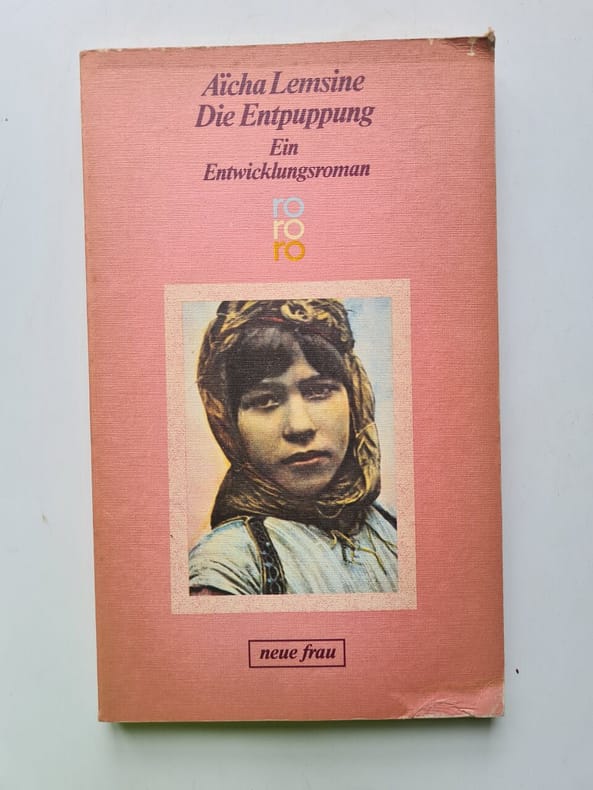 Aïcha Lemsine
Die Entpuppung
Ein
Entwicklungsroman
ro
ro
ro
neue frau